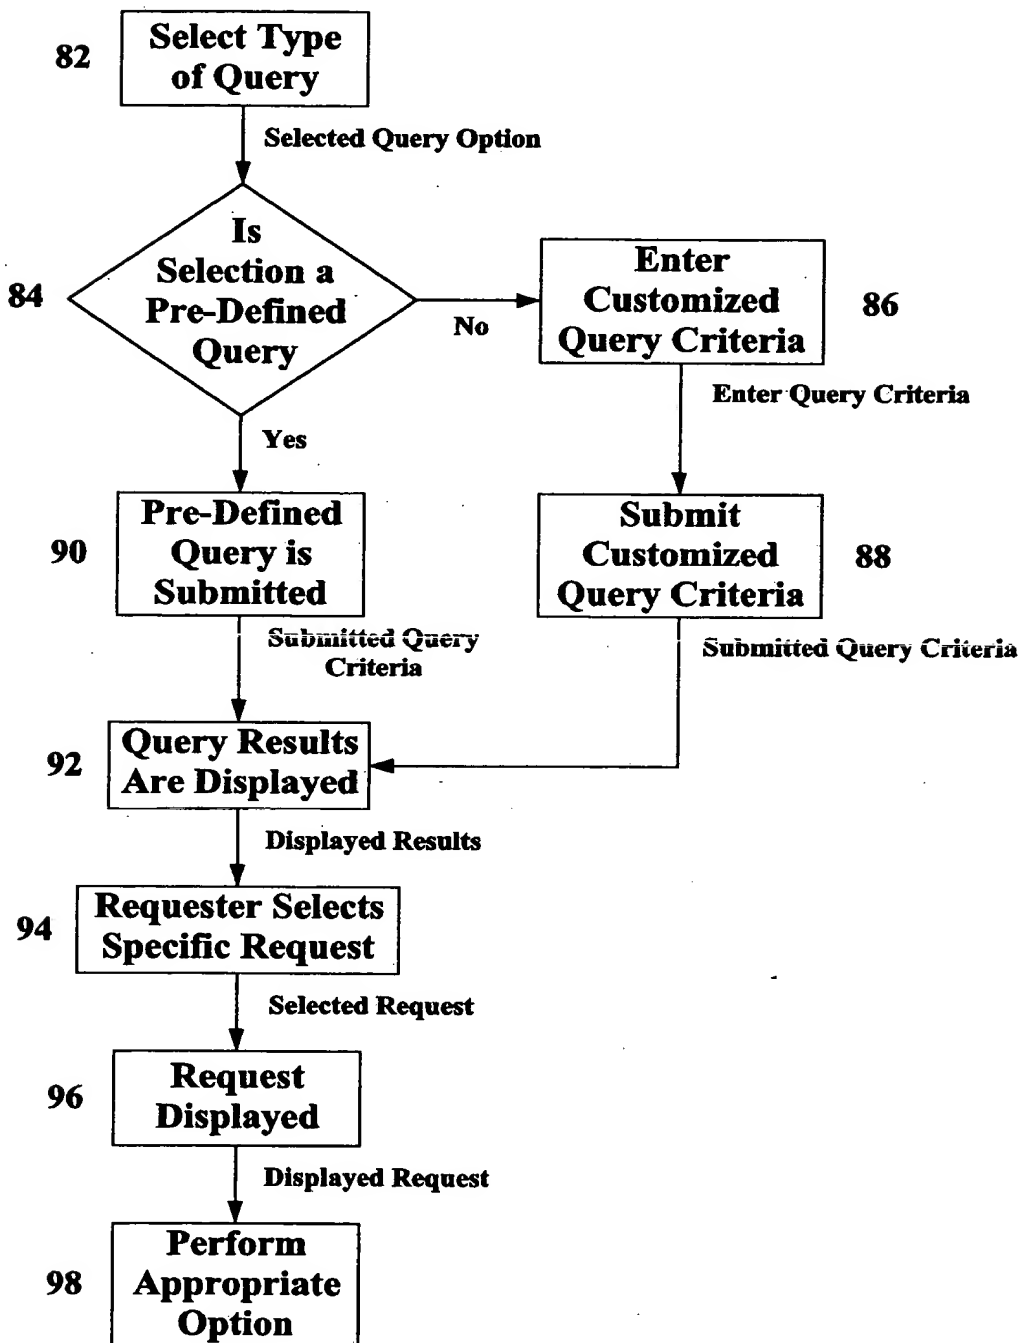 82
Select Type
of Query
Selected Query Option
84
Is
Selection a
Pre-Defined
Query
No
Enter
Customized
Query Criteria
86
Enter Query Criteria
Yes
90
Pre-Defined
Query is
Submitted
Submit
Customized
Query Criteria
88
Submitted Query
Criteria
Submitted Query Criteria
92
Query Results
Are Displayed
Displayed Results
94
Requester Selects
Specific Request
Selected Request
96
Request
Displayed
Displayed Request
98
Perform
Appropriate
Option